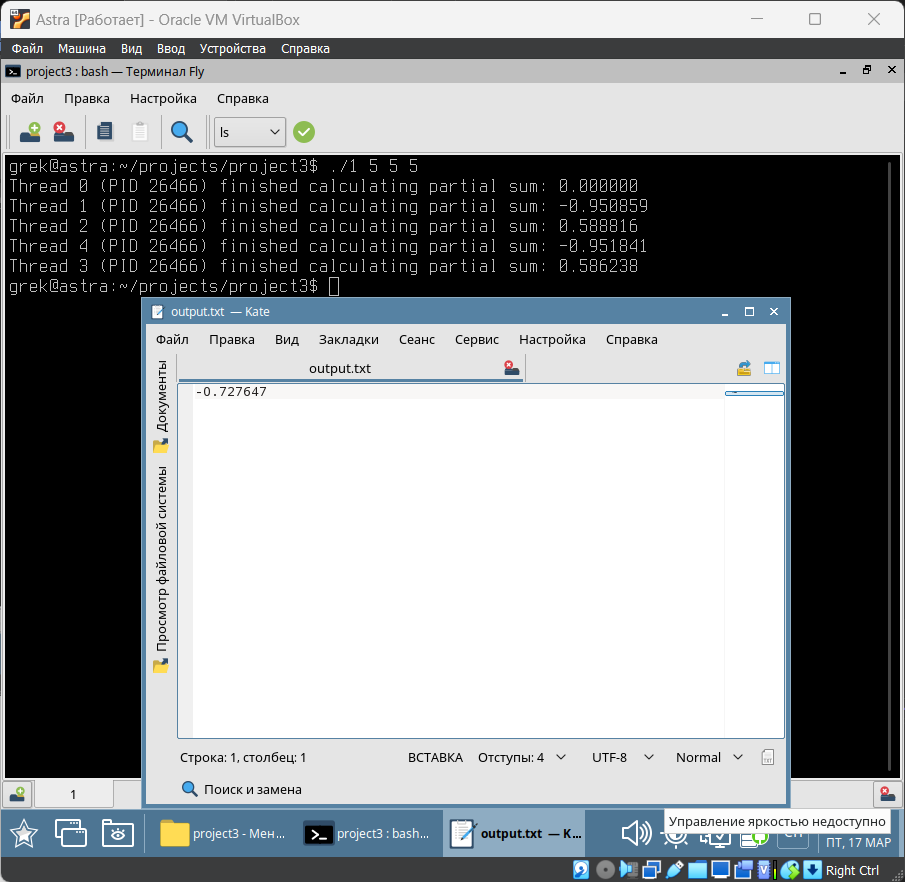 Astra [Работает] - Oracle VM VirtualBox
Файл Машина Вид Ввод Устройства Справка
project3 : bash — Терминал Fly
Файл Правка Настройка Справка
ls
grek@astra:~/projects/project3$ ./1 5 5 5
Thread 0 (PID 26466) finished calculating partial sum: 0.000000
Thread 1 (PID 26466) finished calculating partial sum: -0.950859
Thread 2 (PID 26466) finished calculating partial sum: 0.588816
Thread 4 (PID 26466) finished calculating partial sum: -0.951841
Thread 3 (PID 26466) finished calculating partial sum: 0.586238
grek@astra:~/projects/project3$
output.txt — Kate
Файл Правка Вид Закладки Сеанс Сервис Настройка Справка
output.txt
Документы
Просмотр файловой системы
-0.727647
Строка: 1, столбец: 1 ВСТАВКА Отступы: 4 UTF-8 Normal
Поиск и замена
1
project3 - Мен... project3 : bash... output.txt — K...
Управление яркостью недоступно
ПТ, 17 МАР
Right Ctrl